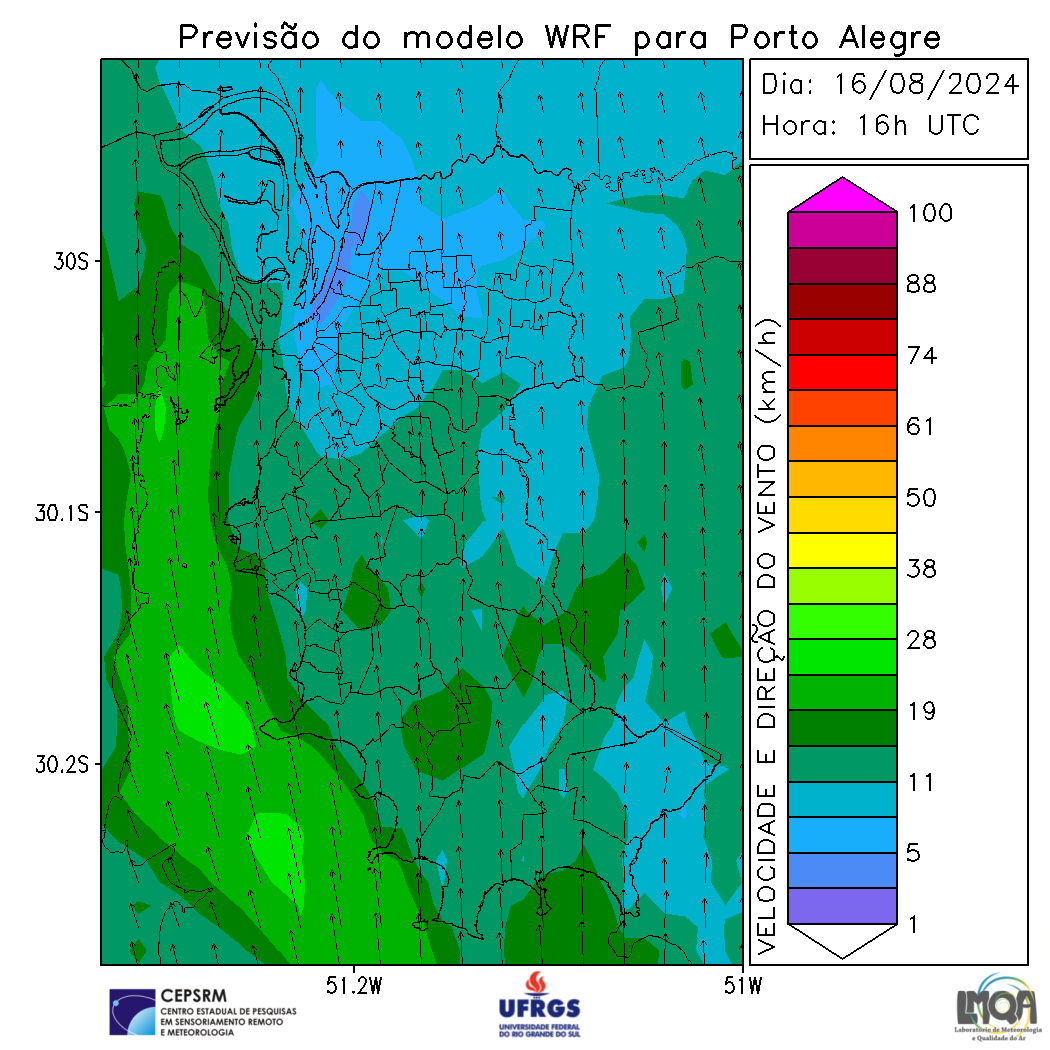 Previsão do modelo WRF para Porto Alegre
Dia: 16/08/2024
Hora: 16h UTC
30S
30.1S
30.2S
51.2W
51W
VELOCIDADE E DIREÇÃO DO VENTO (km/h)
100
88
74
61
50
38
28
19
11
5
1
CEPSRM
CENTRO ESTADUAL DE PESQUISAS
EM SENSORIAMENTO REMOTO
E METEOROLOGIA
UFRGS
UNIVERSIDADE FEDERAL
DO RIO GRANDE DO SUL
LMQA
Laboratório de Meteorologia
e Qualidade do Ar